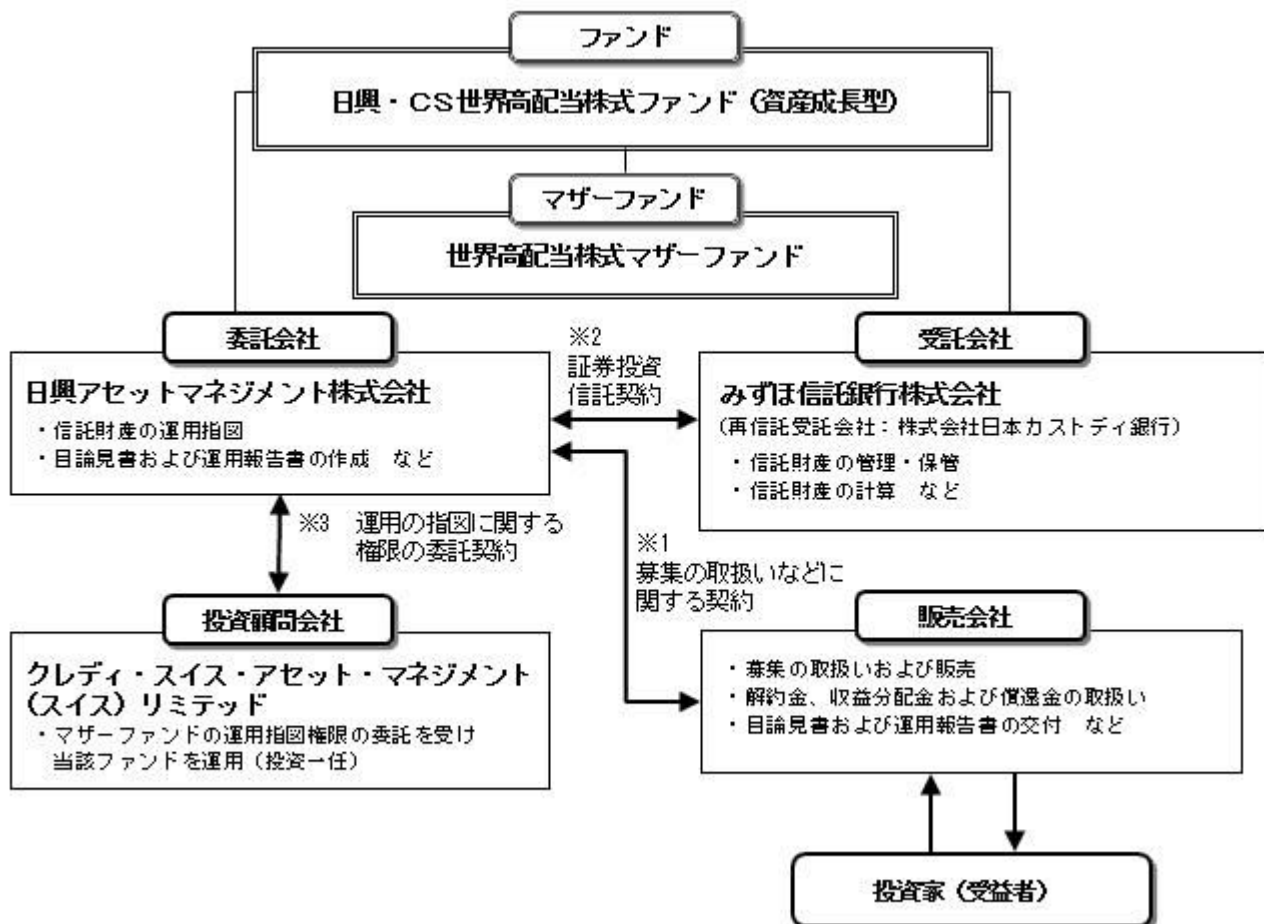 ファンド
日興・CS世界高配当株式ファンド（資産成長型）
マザーファンド
世界高配当株式マザーファンド
委託会社
日興アセットマネジメント株式会社
・信託財産の運用指図
・目論見書および運用報告書の作成　など
※2
証券投資
信託契約
受託会社
みずほ信託銀行株式会社
（再信託受託会社：株式会社日本カストディ銀行）
・信託財産の管理・保管
・信託財産の計算　など
※3　運用の指図に関する
権限の委託契約
※1
募集の取扱いなどに
関する契約
投資顧問会社
クレディ・スイス・アセット・マネジメント
（スイス）リミテッド
・マザーファンドの運用指図権限の委託を受け
当該ファンドを運用（投資一任）
販売会社
・募集の取扱いおよび販売
・解約金、収益分配金および償還金の取扱い
・目論見書および運用報告書の交付　など
投資家（受益者）